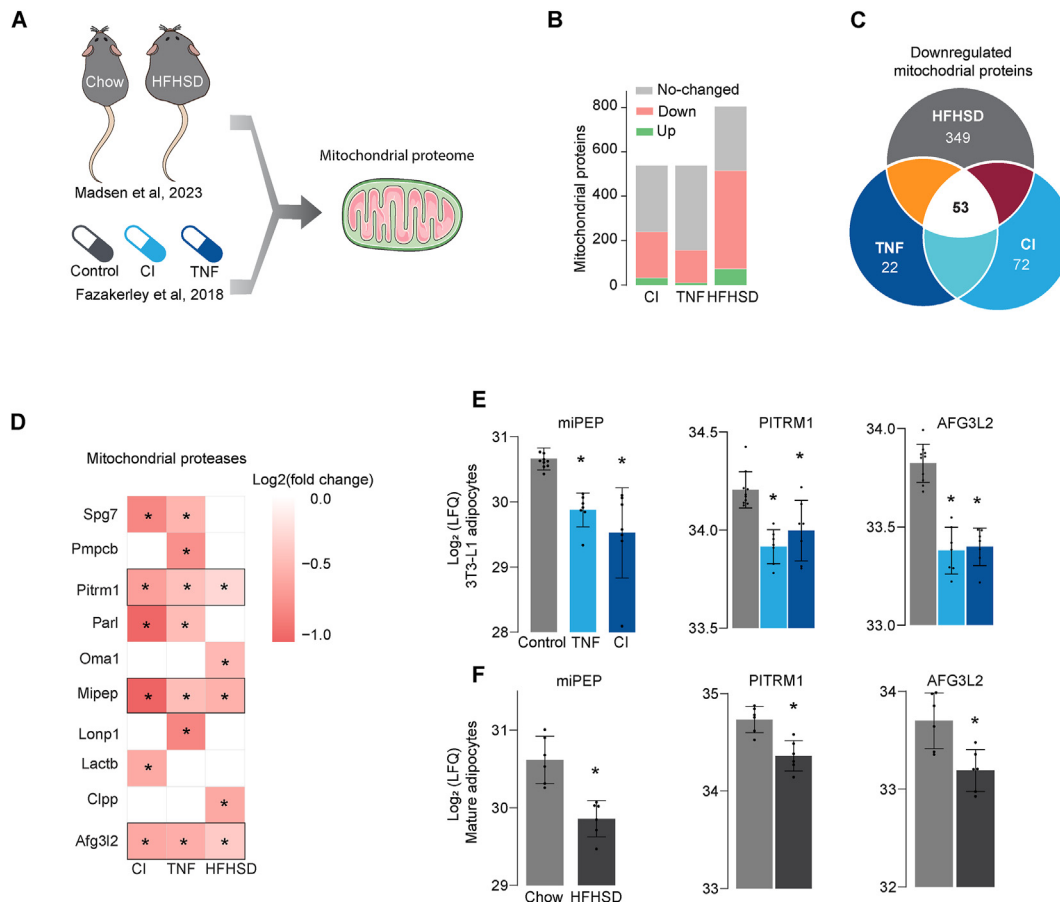 A
Chow
HFHSD
Madsen et al, 2023
Control
CI
TNF
Fazakerley et al, 2018
Mitochondrial proteome
B
No-changed
Down
Up
Mitochondrial proteins
800
600
400
200
0
CI
TNF
HFHSD
C
Downregulated
mitochodrial proteins
HFHSD
349
53
TNF
22
CI
72
D
Mitochondrial proteases
Log2(fold change)
0.0
−0.5
−1.0
Spg7
* *
Pmpcb
*
Pitrm1
* * *
Parl
* *
Oma1
*
Mipep
* * *
Lonp1
*
Lactb
*
Clpp
*
Afg3l2
* * *
CI
TNF
HFHSD
E
miPEP
Log₂ (LFQ)
3T3-L1 adipocytes
31
30
29
28
* *
Control
TNF
CI
PITRM1
34.5
34.0
33.5
* *
AFG3L2
34.0
33.5
33.0
* *
F
miPEP
Log₂ (LFQ)
Mature adipocytes
31
30
29
*
Chow
HFHSD
PITRM1
35
34
33
*
AFG3L2
34
33
32
*